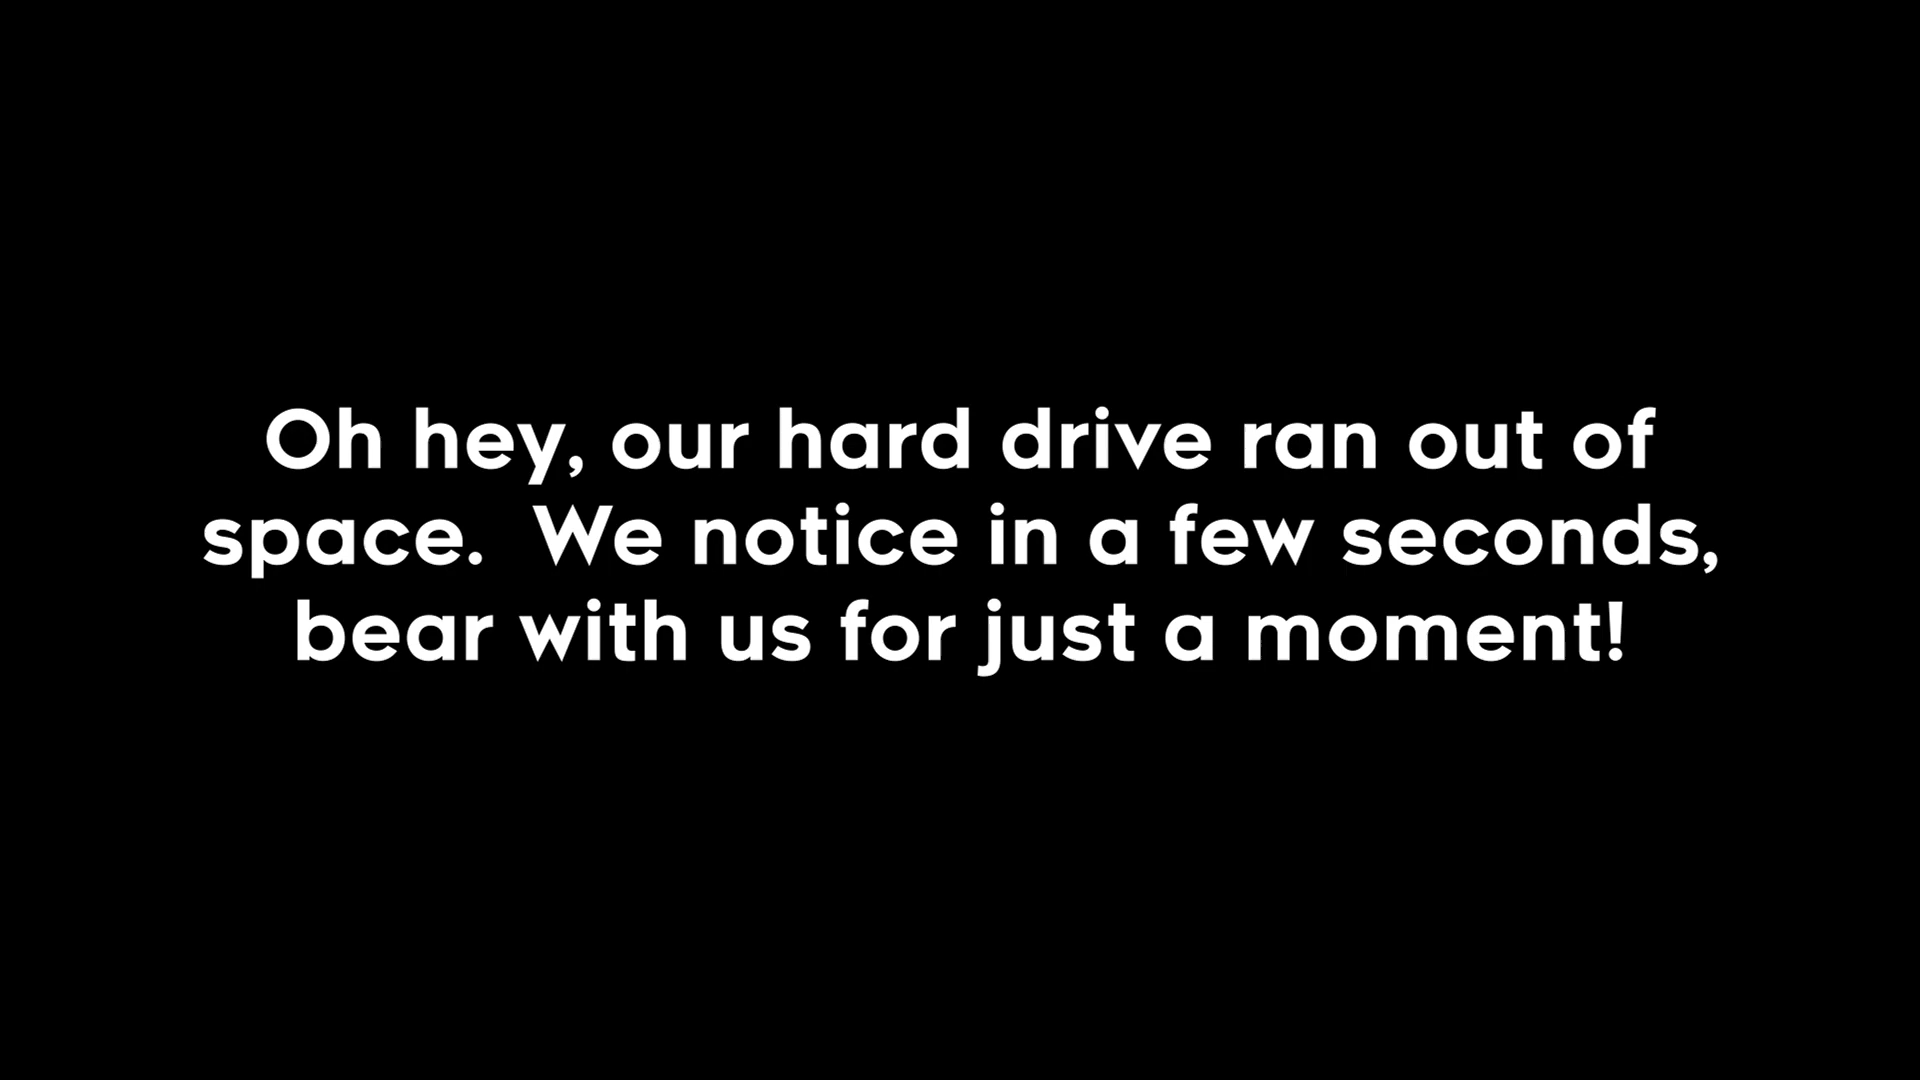 Oh hey, our hard drive ran out of
space.  We notice in a few seconds,
bear with us for just a moment!